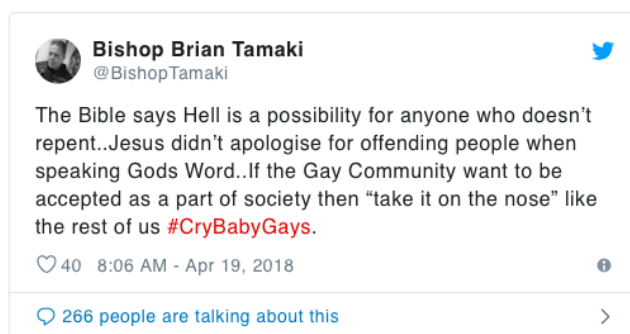 Bishop Brian Tamaki
@BishopTamaki
The Bible says Hell is a possibility for anyone who doesn't
repent..Jesus didn't apologise for offending people when
speaking Gods Word..If the Gay Community want to be
accepted as a part of society then “take it on the nose” like
the rest of us #CryBabyGays.
40 8:06 AM - Apr 19, 2018
266 people are talking about this